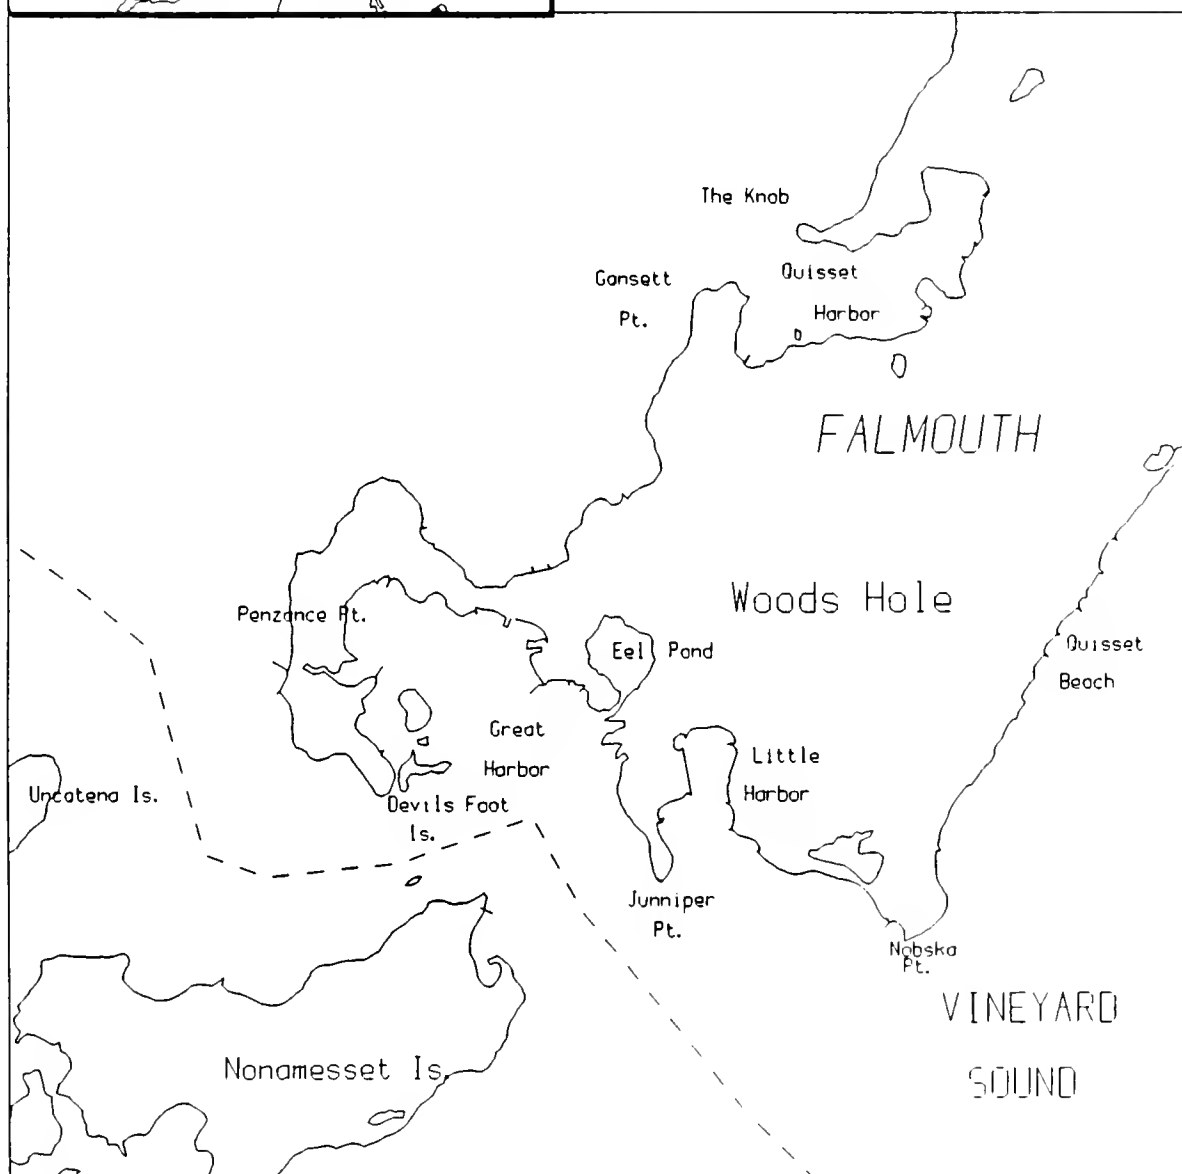 The Knob
Gansett
Pt.
Quisset
Harbor
FALMOUTH
Woods Hole
Penzance Pt.
Eel Pond
Quisset
Beach
Great
Harbor
Little
Harbor
Uncatena Is.
Devils Foot
Is.
Junniper
Pt.
Nobska
Pt.
VINEYARD
SOUND
Nonamesset Is.